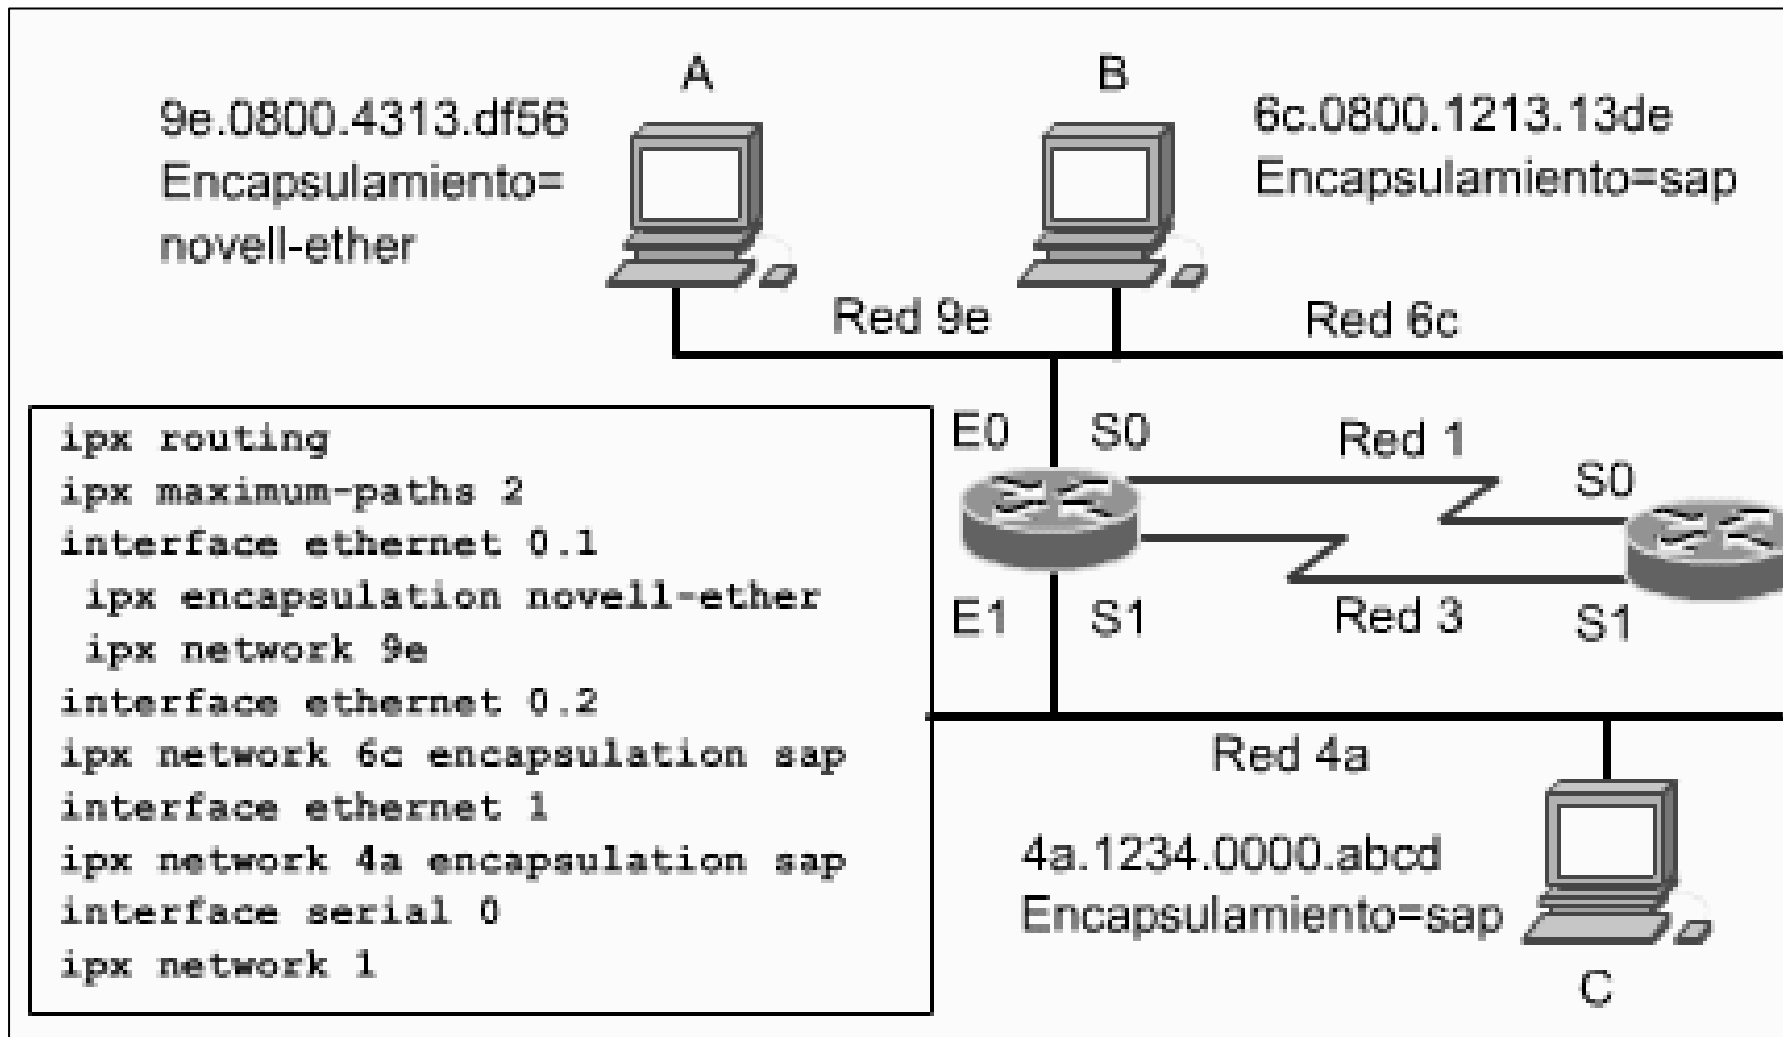 A
9e.0800.4313.df56
Encapsulamiento=
novell-ether
B
6c.0800.1213.13de
Encapsulamiento=sap
Red 9e
Red 6c
ipx routing
ipx maximum-paths 2
interface ethernet 0.1
ipx encapsulation novell-ether
ipx network 9e
interface ethernet 0.2
ipx network 6c encapsulation sap
interface ethernet 1
ipx network 4a encapsulation sap
interface serial 0
ipx network 1
E0
S0
Red 1
S0
E1
S1
Red 3
S1
Red 4a
4a.1234.0000.abcd
Encapsulamiento=sap
C